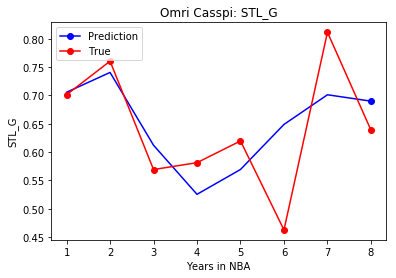 Omri Casspi: STL_G
Prediction
True
STL_G
0.80
0.75
0.70
0.65
0.60
0.55
0.50
0.45
1 2 3 4 5 6 7 8
Years in NBA